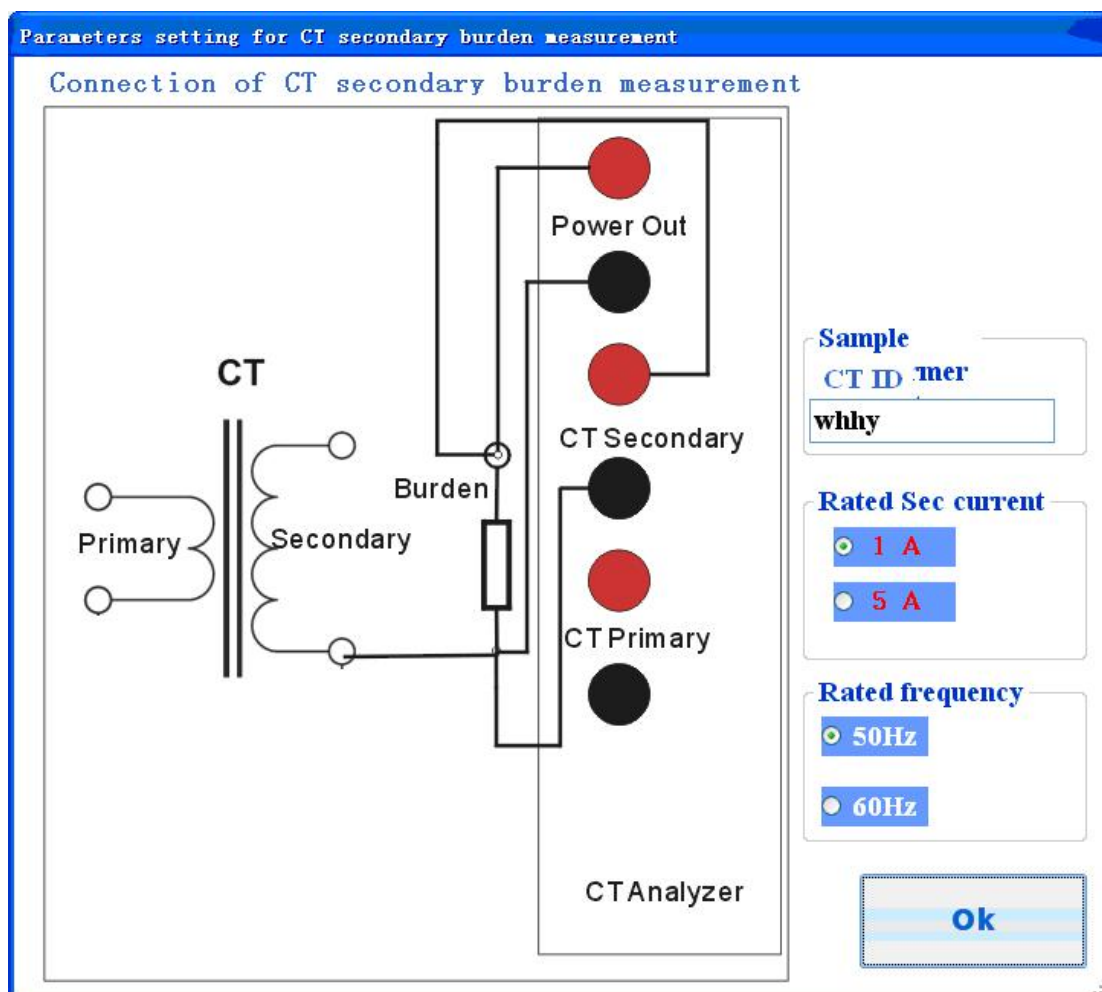 Parameters setting for CT secondary burden measurement
Connection of CT secondary burden measurement
Power Out
CT
CT Secondary
Burden
Primary
Secondary
CT Primary
CT Analyzer
Sample
CT ID
rmer
whhy
Rated Sec current
1 A
5 A
Rated frequency
50Hz
60Hz
Ok